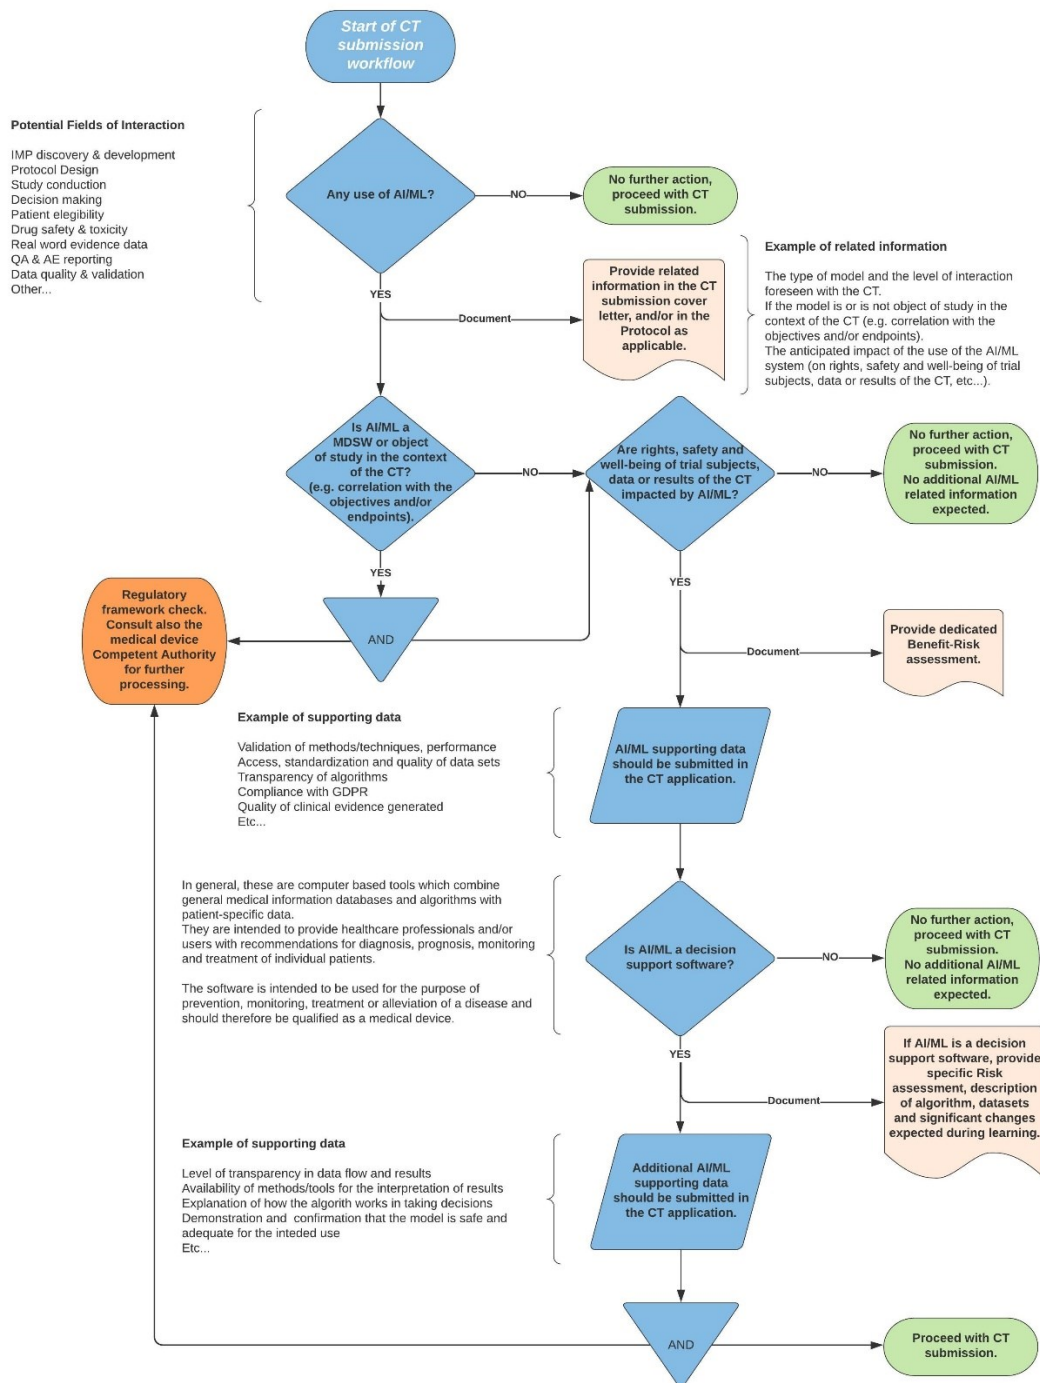 Start of CT
submission
workflow
Potential Fields of Interaction
IMP discovery & development
Protocol Design
Study conduction
Decision making
Patient elegibility
Drug safety & toxicity
Real word evidence data
QA & AE reporting
Data quality & validation
Other...
Any use of AI/ML?
NO
No further action,
proceed with CT
submission.
YES
Document
Provide related
information in the CT
submission cover
letter, and/or in the
Protocol as
applicable.
Example of related information
The type of model and the level of interaction
foreseen with the CT.
If the model is or is not object of study in the
context of the CT (e.g. correlation with the
objectives and/or endpoints).
The anticipated impact of the use of the AI/ML
system (on rights, safety and well-being of trial
subjects, data or results of the CT, etc...).
Is AI/ML a
MDSW or object
of study in the context
of the CT?
(e.g. correlation with the
objectives and/or
endpoints).
NO
Are rights, safety and
well-being of trial subjects,
data or results of the CT
impacted by AI/ML?
NO
No further action,
proceed with CT
submission.
No additional AI/ML
related information
expected.
YES
AND
Regulatory
framework check.
Consult also the
medical device
Competent Authority
for further
processing.
YES
Document
Provide dedicated
Benefit-Risk
assessment.
Example of supporting data
Validation of methods/techniques, performance
Access, standardization and quality of data sets
Transparency of algorithms
Compliance with GDPR
Quality of clinical evidence generated
Etc...
AI/ML supporting data
should be submitted in
the CT application.
In general, these are computer based tools which combine
general medical information databases and algorithms with
patient-specific data.
They are intended to provide healthcare professionals and/or
users with recommendations for diagnosis, prognosis, monitoring
and treatment of individual patients.
The software is intended to be used for the purpose of
prevention, monitoring, treatment or alleviation of a disease and
should therefore be qualified as a medical device.
Is AI/ML a decision
support software?
NO
No further action,
proceed with CT
submission.
No additional AI/ML
related information
expected.
YES
Document
If AI/ML is a decision
support software, provide
specific Risk
assessment, description
of algorithm, datasets
and significant changes
expected during learning.
Example of supporting data
Level of transparency in data flow and results
Availability of methods/tools for the interpretation of results
Explanation of how the algorith works in taking decisions
Demonstration and confirmation that the model is safe and
adequate for the inteded use
Etc...
Additional AI/ML
supporting data
should be submitted in
the CT application.
AND
Proceed with CT
submission.